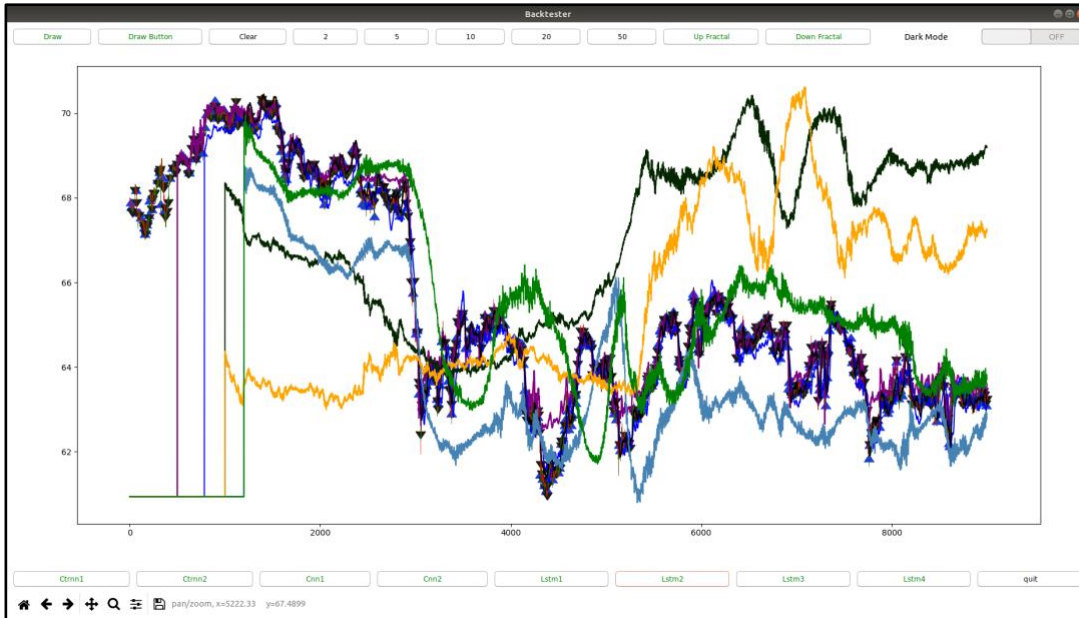 Backtester
Draw Draw Button Clear 2 5 10 20 50 Up Fractal Down Fractal Dark Mode OFF
70
68
66
64
62
0 2000 4000 6000 8000
Ctrnn1 Ctrnn2 Cnn1 Cnn2 Lstm1 Lstm2 Lstm3 Lstm4 quit
pan/zoom, x=5222.33 y=67.4899